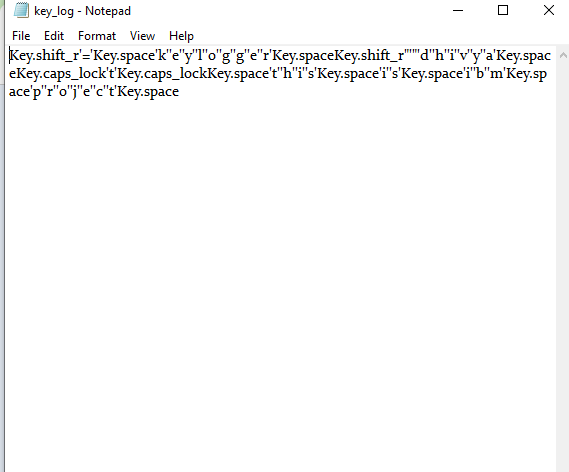 key_log - Notepad
File Edit Format View Help
Key.shift_r'='Key.space'k''e''y''l''o''g''g''e''r'Key.spaceKey.shift_r'"''d''h''i''v''y''a'Key.spac
eKey.caps_lock't'Key.caps_lockKey.space't''h''i''s'Key.space'i''s'Key.space'i''b''m'Key.sp
ace'p''r''o''j''e''c''t'Key.space